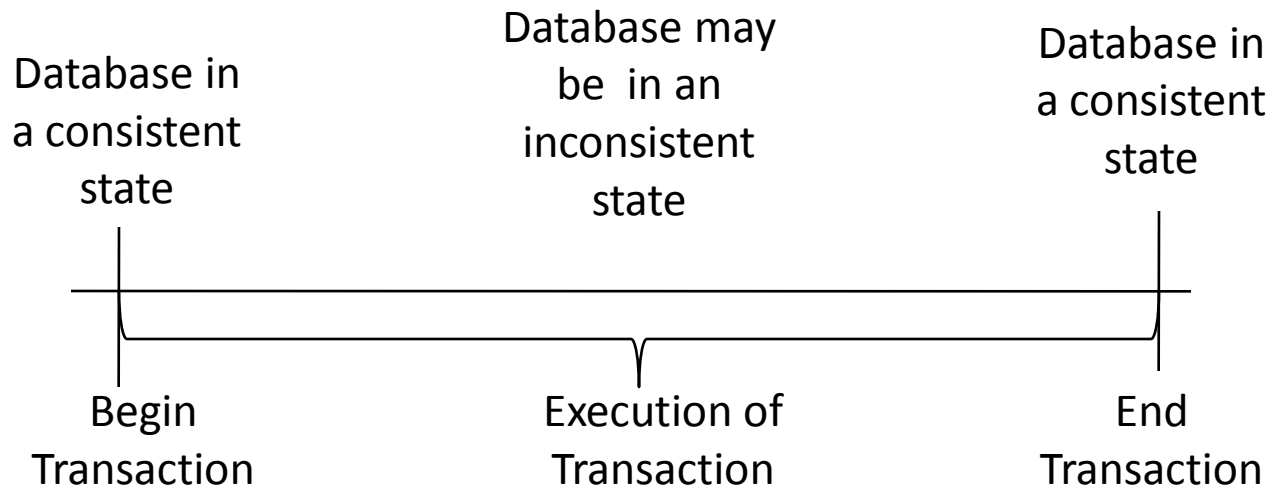 Database in
a consistent
state
Database may
be in an
inconsistent
state
Database in
a consistent
state
Begin
Transaction
Execution of
Transaction
End
Transaction